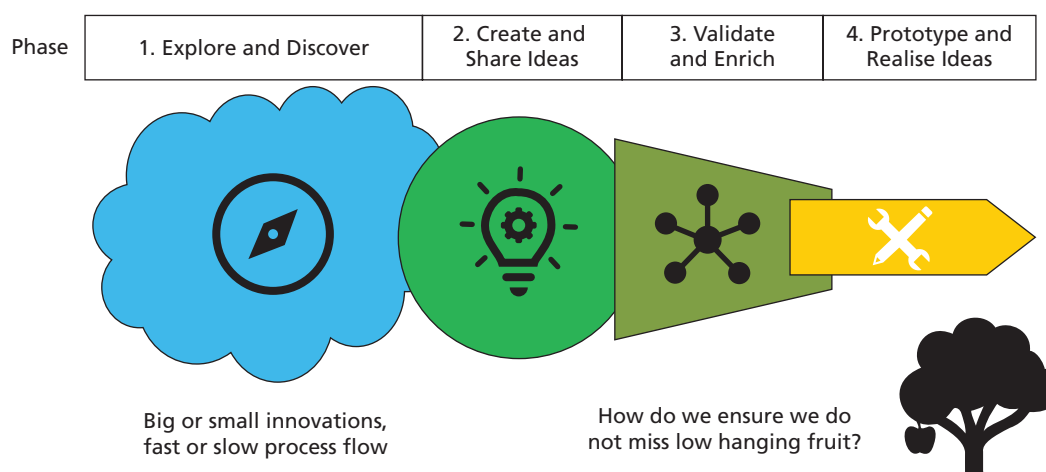 Phase
1. Explore and Discover
2. Create and
Share Ideas
3. Validate
and Enrich
4. Prototype and
Realise Ideas
Big or small innovations,
fast or slow process flow
How do we ensure we do
not miss low hanging fruit?